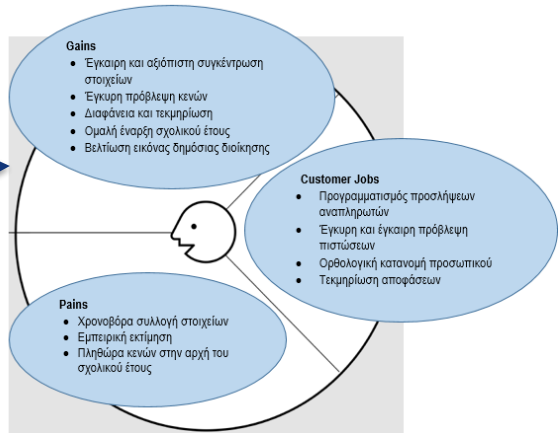 Gains
• Έγκαιρη και αξιόπιστη συγκέντρωση
στοιχείων
• Έγκυρη πρόβλεψη κενών
• Διαφάνεια και τεκμηρίωση
• Ομαλή έναρξη σχολικού έτους
• Βελτίωση εικόνας δημόσιας διοίκησης
Customer Jobs
• Προγραμματισμός προσλήψεων
αναπληρωτών
• Έγκυρη και έγκαιρη πρόβλεψη
πιστώσεων
• Ορθολογική κατανομή προσωπικού
• Τεκμηρίωση αποφάσεων
Pains
• Χρονοβόρα συλλογή στοιχείων
• Εμπειρική εκτίμηση
• Πληθώρα κενών στην αρχή του
σχολικού έτους